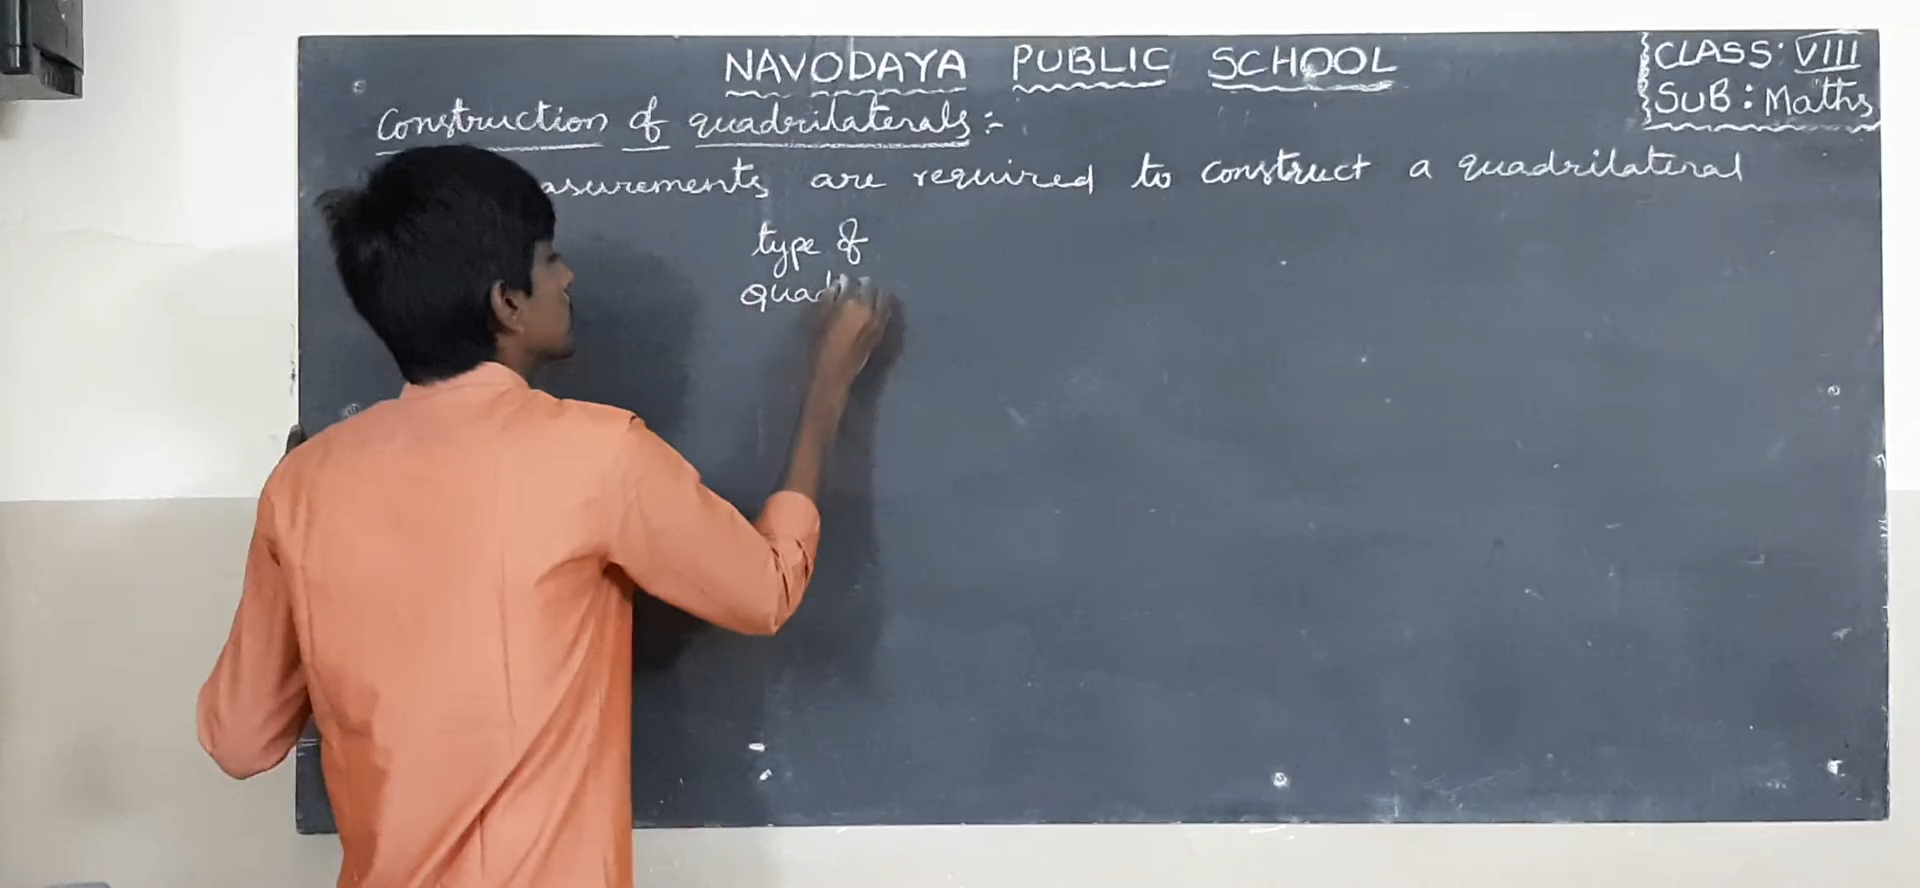 NAVODAYA PUBLIC SCHOOL
CLASS: VIII
SUB: Maths
Construction of quadrilaterals :-
asurements are required to construct a quadrilateral
type of
quad